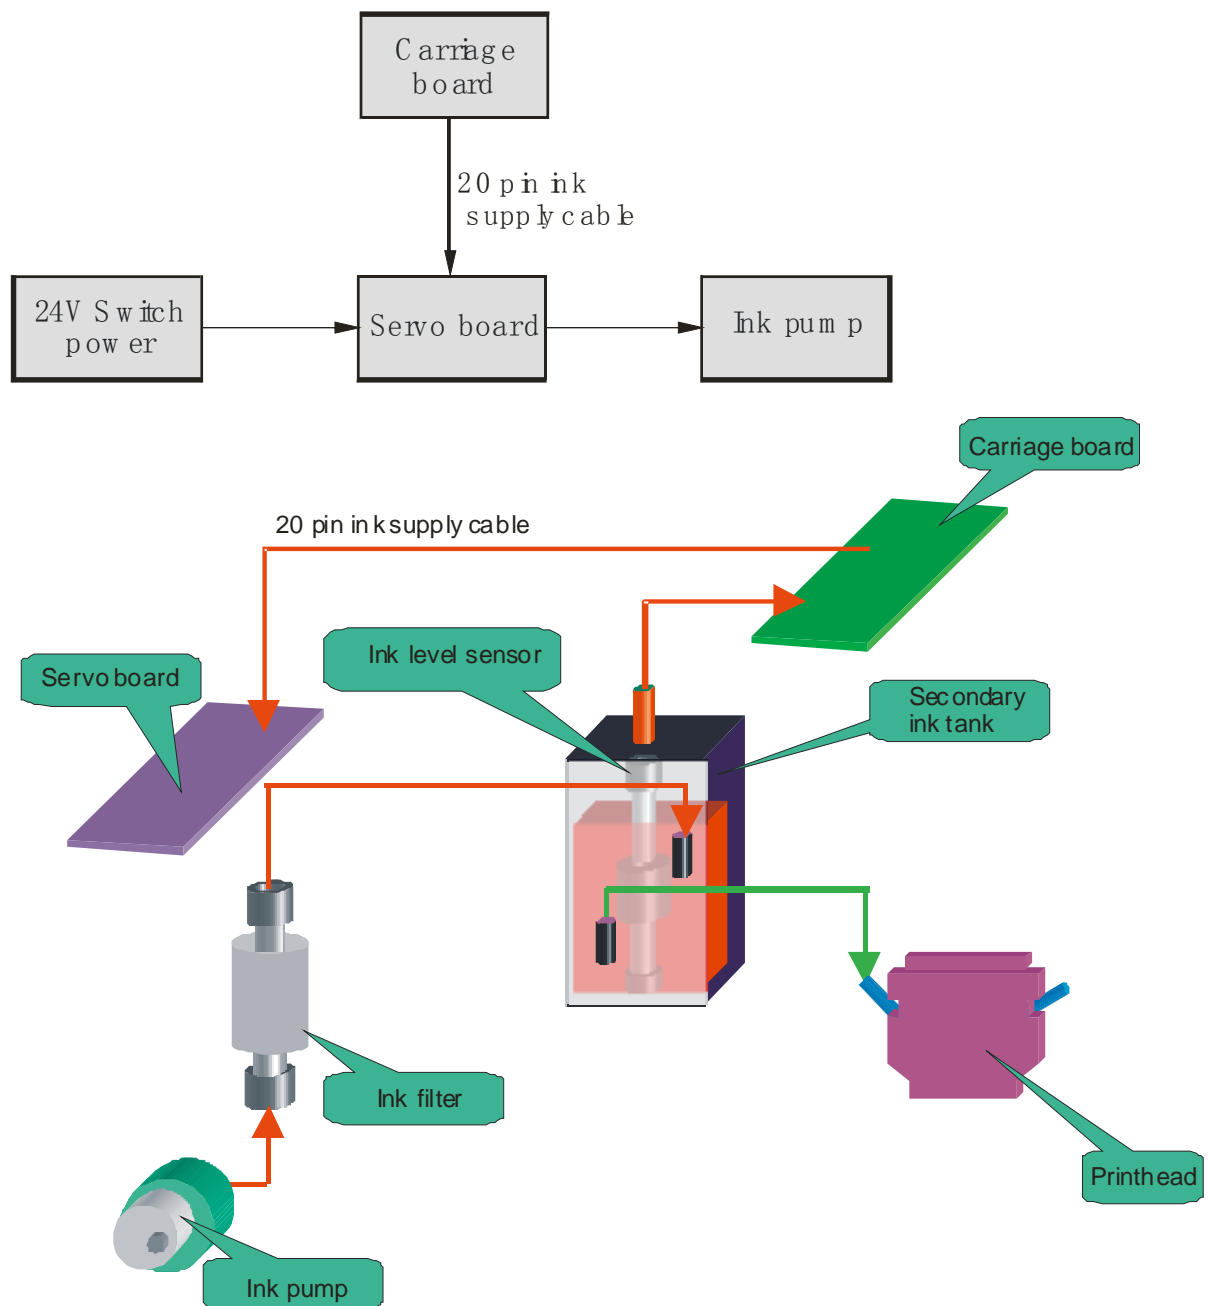 Carriage
board
20 pin ink
supply cable
24V Switch
power
Servo board
Ink pump
Carriage board
20 pin ink supply cable
Ink level sensor
Servo board
Secondary
ink tank
Ink filter
Printhead
Ink pump